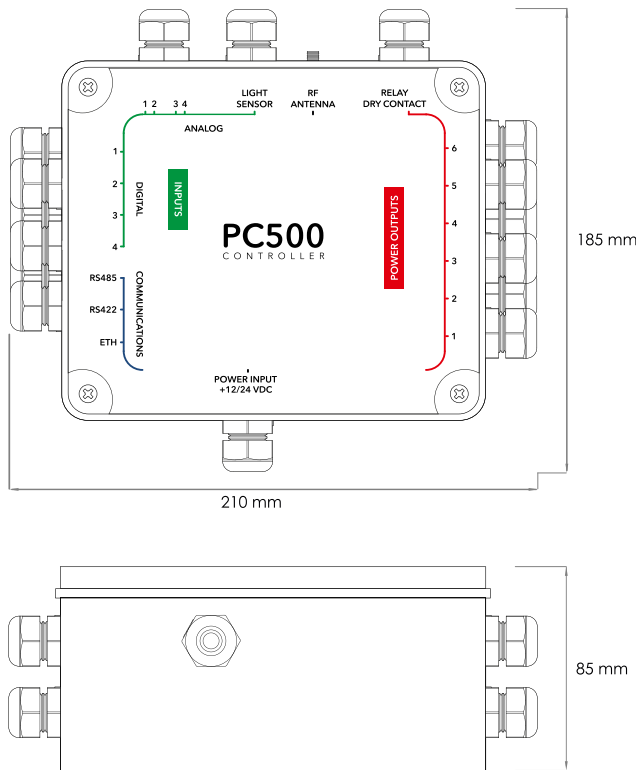 1 2 3 4
LIGHT
SENSOR
RF
ANTENNA
RELAY
DRY CONTACT
ANALOG
1
2
3
4
DIGITAL
INPUTS
RS485
RS422
ETH
COMMUNICATIONS
PC500
CONTROLLER
POWER OUTPUTS
6
5
4
3
2
1
POWER INPUT
+12/24 VDC
185 mm
210 mm
85 mm